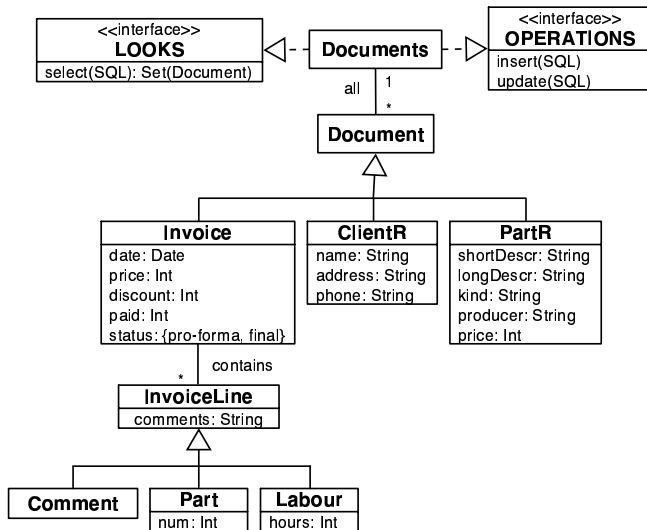 <<interface>>
LOOKS
select(SQL): Set(Document)
Documents
<<interface>>
OPERATIONS
insert(SQL)
update(SQL)
all
1
*
Document
Invoice
date: Date
price: Int
discount: Int
paid: Int
status: {pro-forma, final}
ClientR
name: String
address: String
phone: String
PartR
shortDescr: String
longDescr: String
kind: String
producer: String
price: Int
contains
*
InvoiceLine
comments: String
Comment
Part
num: Int
Labour
hours: Int